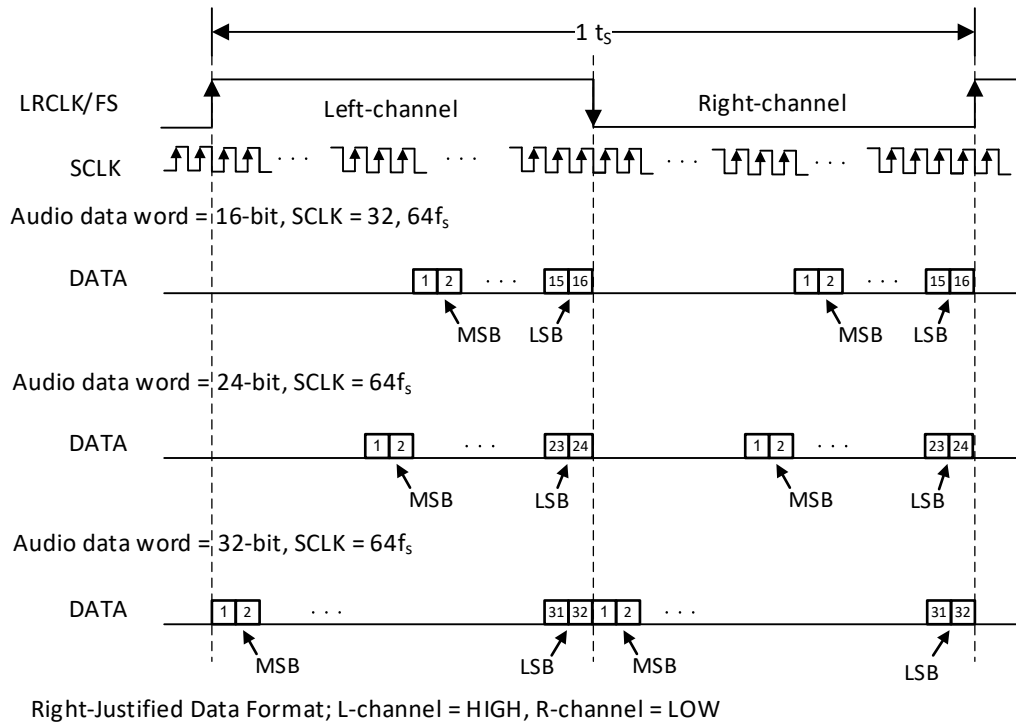 1 tS
LRCLK/FS
Left-channel
Right-channel
SCLK
. . . . . . . . . . . . . . .
Audio data word = 16-bit, SCLK = 32, 64fs
DATA
1 2 . . . 15 16 1 2 . . . 15 16
MSB LSB MSB LSB
Audio data word = 24-bit, SCLK = 64fs
DATA
1 2 . . . 23 24 1 2 . . . 23 24
MSB LSB MSB LSB
Audio data word = 32-bit, SCLK = 64fs
DATA
1 2 . . . 31 32 1 2 . . . 31 32
MSB LSB MSB LSB
Right-Justified Data Format; L-channel = HIGH, R-channel = LOW